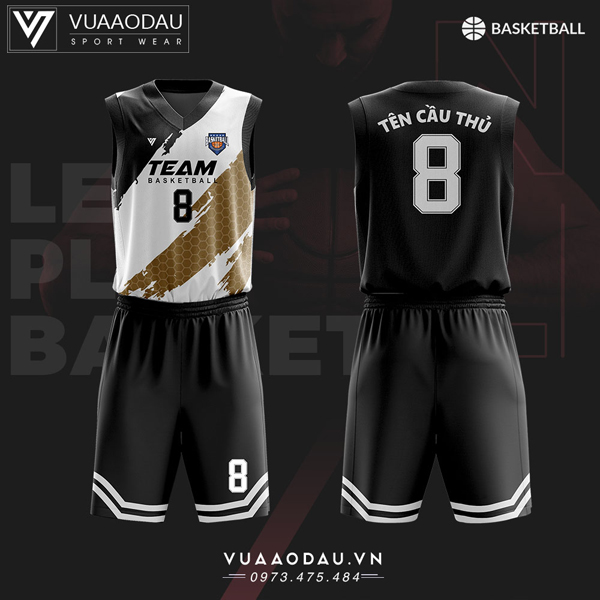 VUAAODAU
SPORT WEAR
BASKETBALL
TEAM
BASKETBALL
8
TÊN CẦU THỦ
8
8
VUAAODAU.VN
0973.475.484